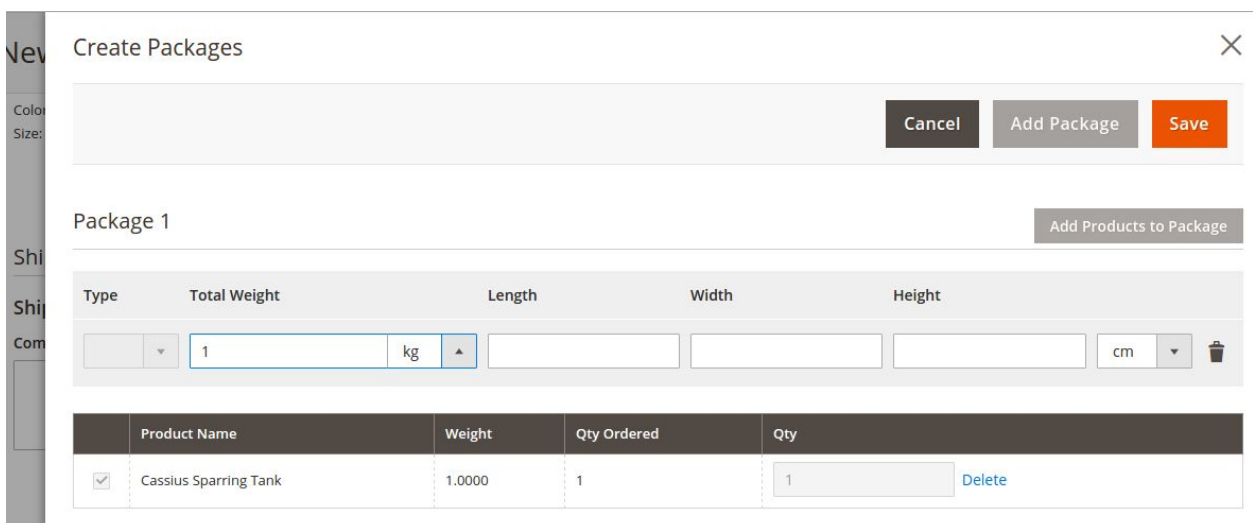 Create Packages
Cancel Add Package Save
Size:
Package 1 Add Products to Package
Type Total Weight Length Width Height
1 kg cm
Product Name Weight Qty Ordered Qty
Cassius Sparring Tank 1.0000 1 1 Delete